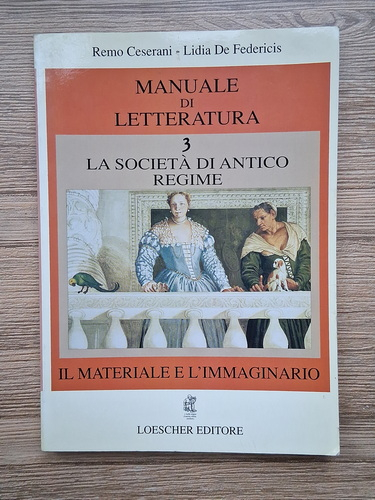 Remo Ceserani - Lidia De Federicis
MANUALE
DI
LETTERATURA
3
LA SOCIETÀ DI ANTICO
REGIME
IL MATERIALE E L'IMMAGINARIO
LOESCHER EDITORE